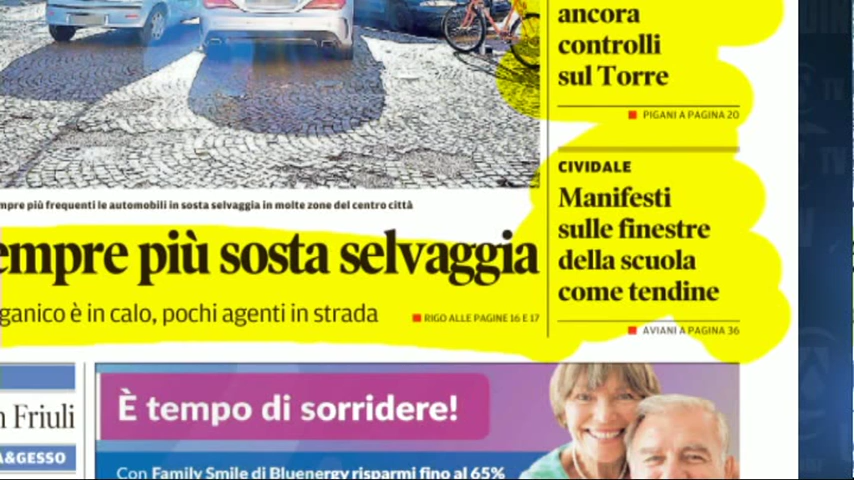 ancora
controlli
sul Torre
PIGANI A PAGINA 20
CIVIDALE
Manifesti
sulle finestre
della scuola
come tendine
AVIANI A PAGINA 36
mpre più frequenti le automobili in sosta selvaggia in molte zone del centro città
empre più sosta selvaggia
ganico è in calo, pochi agenti in strada
RIGO ALLE PAGINE 16 E 17
n Friuli
A&GESSO
È tempo di sorridere!
Con Family Smile di Bluenergy risparmi fino al 65%